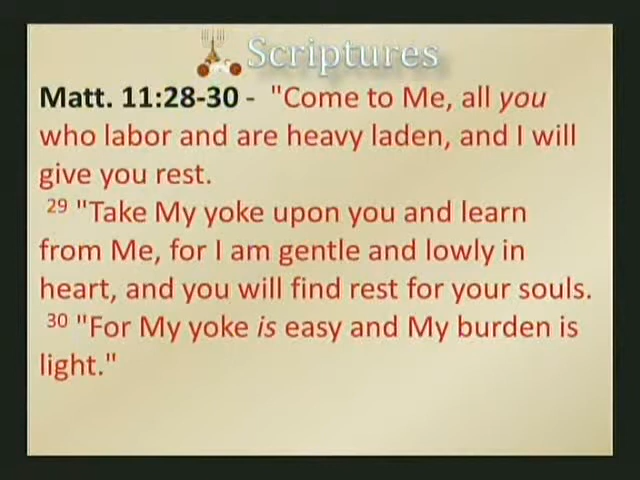 Scriptures
Matt. 11:28-30 - "Come to Me, all you
who labor and are heavy laden, and I will
give you rest.
29 "Take My yoke upon you and learn
from Me, for I am gentle and lowly in
heart, and you will find rest for your souls.
30 "For My yoke is easy and My burden is
light."